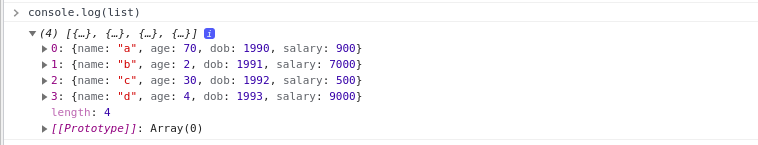 console.log(list)
(4) [{…}, {…}, {…}, {…}] i
0: {name: "a", age: 70, dob: 1990, salary: 900}
1: {name: "b", age: 2, dob: 1991, salary: 7000}
2: {name: "c", age: 30, dob: 1992, salary: 500}
3: {name: "d", age: 4, dob: 1993, salary: 9000}
length: 4
[[Prototype]]: Array(0)